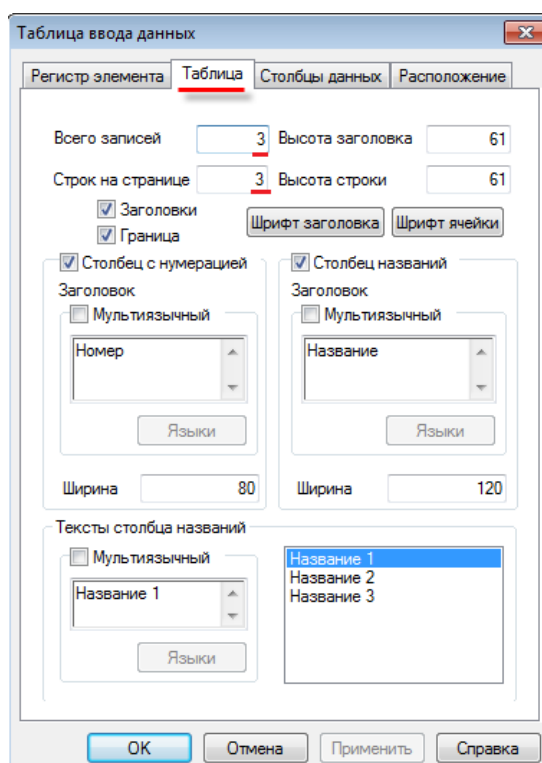 Таблица ввода данных
Регистр элемента Таблица Столбцы данных Расположение
Всего записей 3 Высота заголовка 61
Строк на странице 3 Высота строки 61
Заголовки
Граница
Шрифт заголовка Шрифт ячейки
Столбец с нумерацией Столбец названий
Заголовок Заголовок
Мультиязычный Мультиязычный
Номер Название
Языки Языки
Ширина 80 Ширина 120
Тексты столбца названий
Мультиязычный
Название 1
Языки
Название 1
Название 2
Название 3
OK Отмена Применить Справка